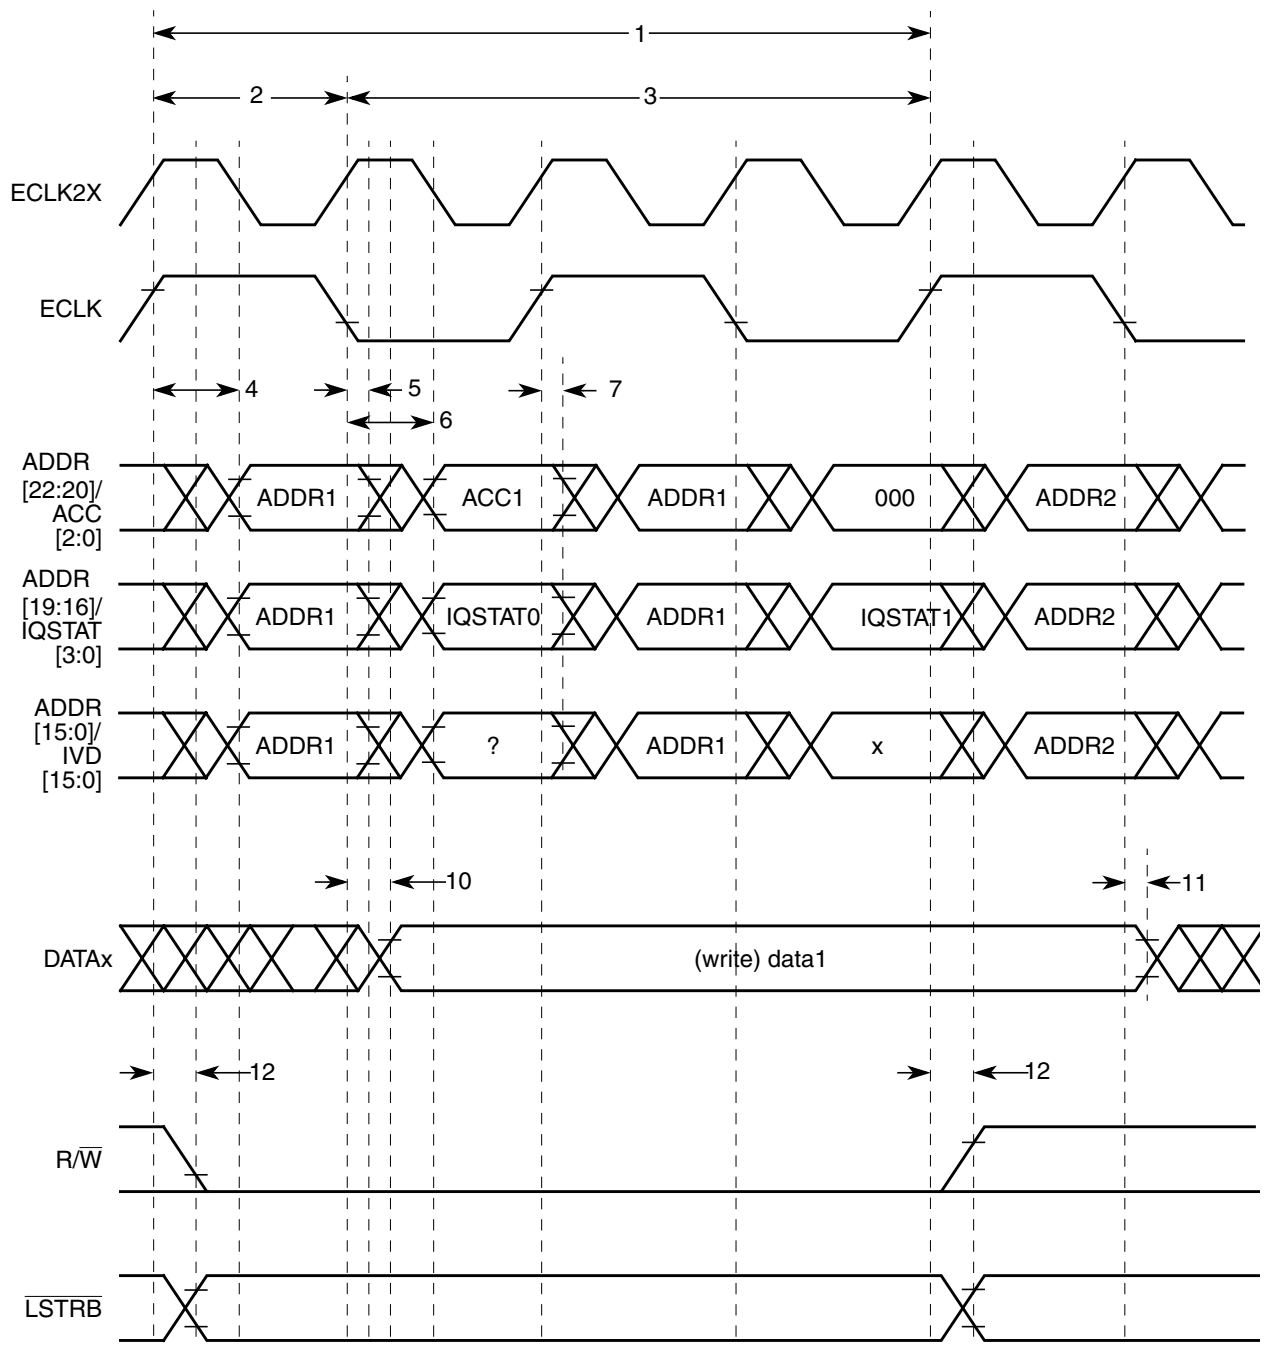 1
2
3
ECLK2X
ECLK
4
5
7
6
ADDR
[22:20]/
ACC
[2:0]
ADDR1
ACC1
ADDR1
000
ADDR2
ADDR
[19:16]/
IQSTAT
[3:0]
ADDR1
IQSTAT0
ADDR1
IQSTAT1
ADDR2
ADDR
[15:0]/
IVD
[15:0]
ADDR1
?
ADDR1
x
ADDR2
10
11
DATAx
(write) data1
12
12
R/W̅
L̅S̅T̅R̅B̅